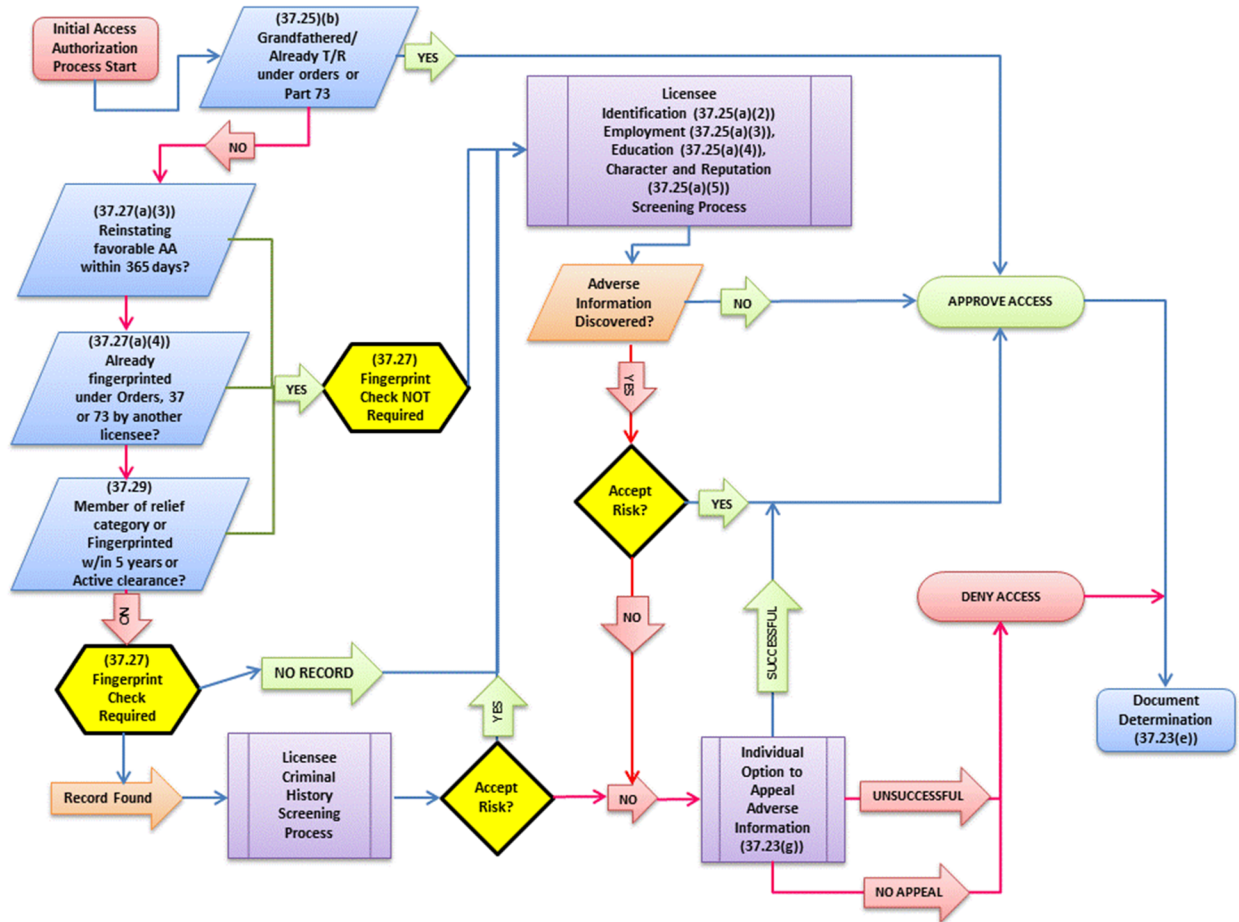 Initial Access
Authorization
Process Start
(37.25)(b)
Grandfathered/
Already T/R
under orders or
Part 73
YES
NO
Licensee
Identification (37.25(a)(2))
Employment (37.25(a)(3)),
Education (37.25(a)(4)),
Character and Reputation
(37.25(a)(5))
Screening Process
(37.27(a)(3))
Reinstating
favorable AA
within 365 days?
(37.27(a)(4))
Already
fingerprinted
under Orders, 37
or 73 by another
licensee?
(37.29)
Member of relief
category or
Fingerprinted
w/in 5 years or
Active clearance?
YES
(37.27)
Fingerprint
Check NOT
Required
Adverse
Information
Discovered?
NO
APPROVE ACCESS
YES
Accept
Risk?
YES
NO
SUCCESSFUL
DENY ACCESS
NO
(37.27)
Fingerprint
Check
Required
NO RECORD
YES
Document
Determination
(37.23(e))
Record Found
Licensee
Criminal
History
Screening
Process
Accept
Risk?
NO
Individual
Option to
Appeal
Adverse
Information
(37.23(g))
UNSUCCESSFUL
NO APPEAL